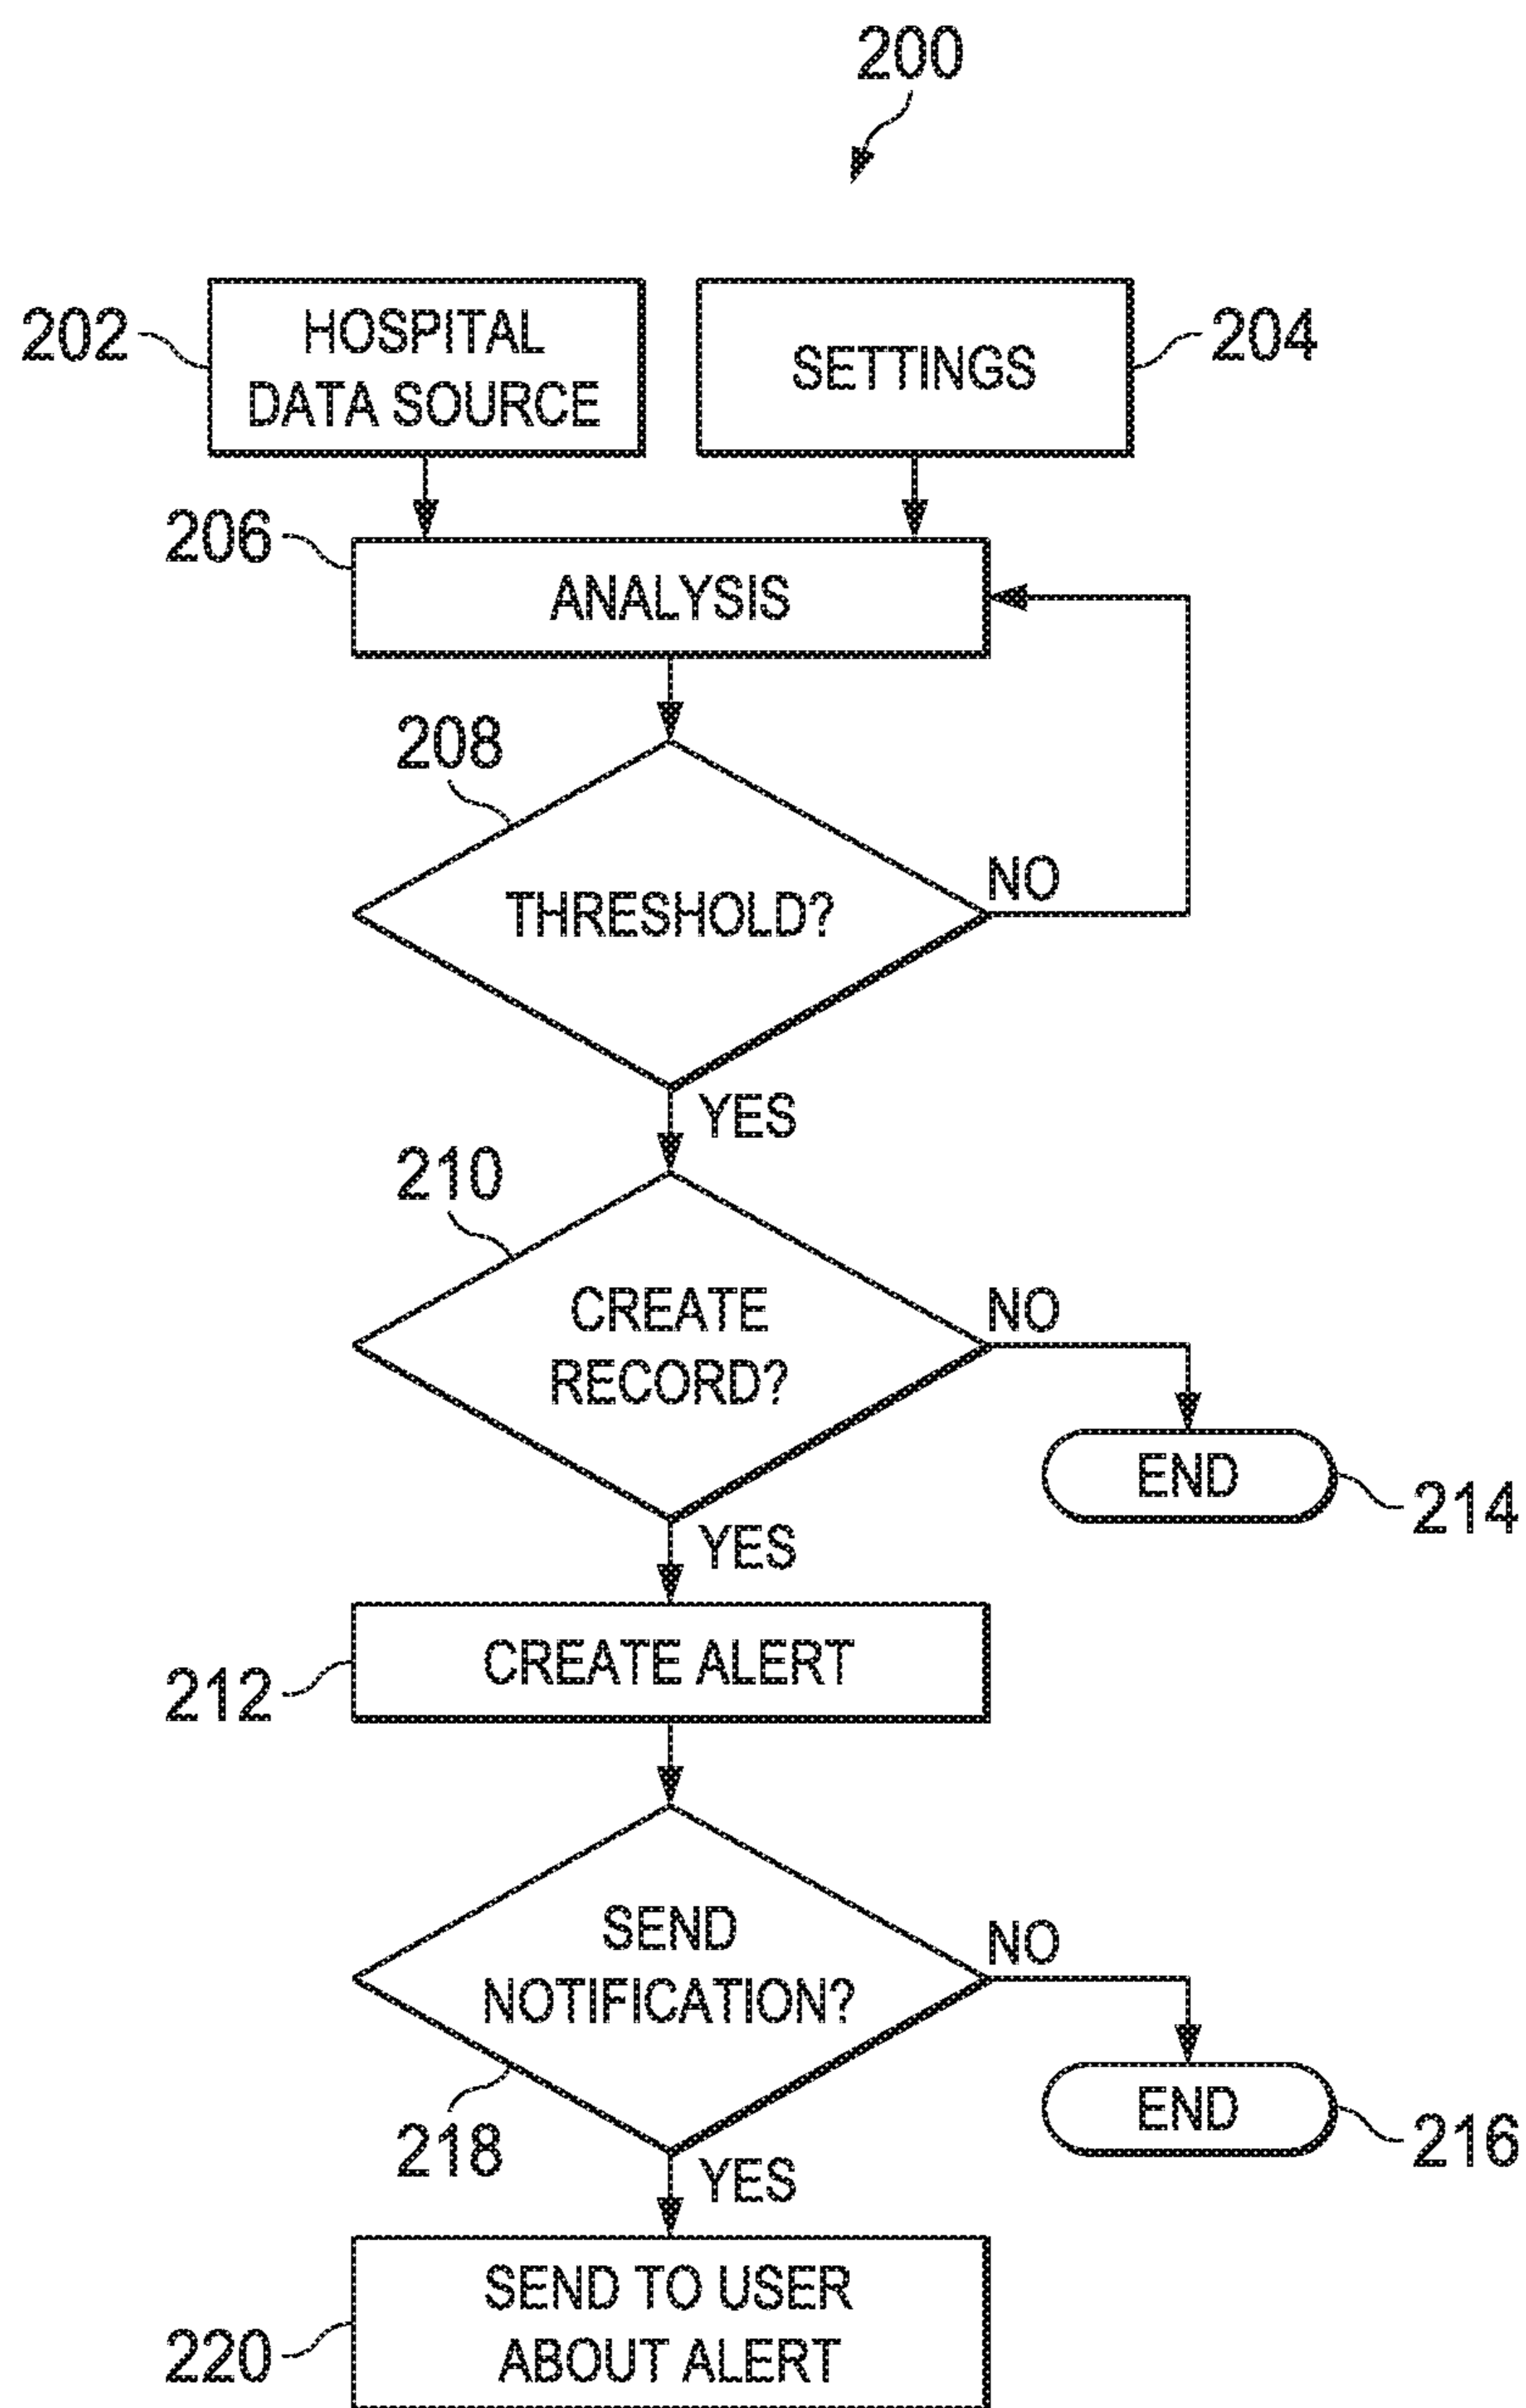 200
202
HOSPITAL
DATA SOURCE
SETTINGS
204
206
ANALYSIS
208
THRESHOLD?
NO
YES
210
CREATE
RECORD?
NO
END
214
YES
CREATE ALERT
212
SEND
NOTIFICATION?
NO
END
216
218
YES
SEND TO USER
ABOUT ALERT
220